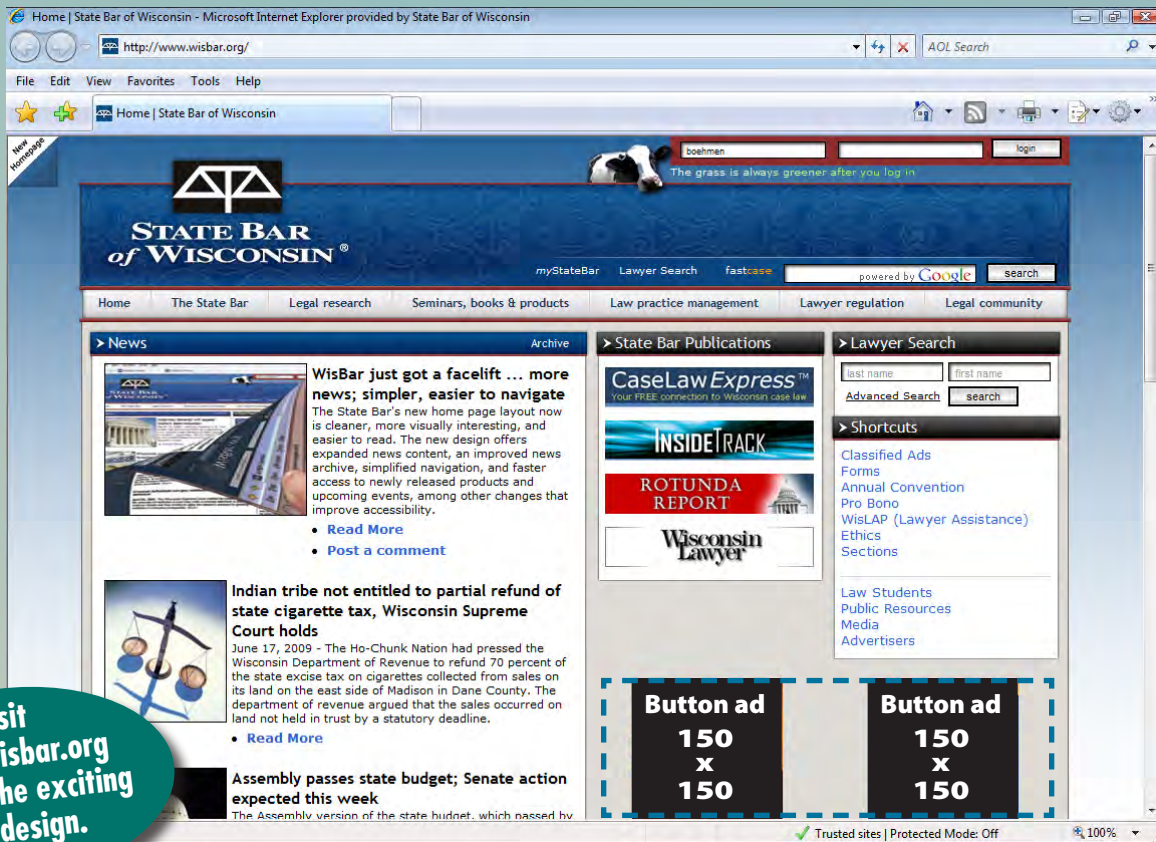 Home | State Bar of Wisconsin - Microsoft Internet Explorer provided by State Bar of Wisconsin
http://www.wisbar.org/
AOL Search
File Edit View Favorites Tools Help
Home | State Bar of Wisconsin
New
Homepage
boehmen
login
The grass is always greener after you log in
STATE BAR
of WISCONSIN ®
myStateBar Lawyer Search fastcase powered by Google search
Home The State Bar Legal research Seminars, books & products Law practice management Lawyer regulation Legal community
News Archive
WisBar just got a facelift ... more
news; simpler, easier to navigate
The State Bar's new home page layout now
is cleaner, more visually interesting, and
easier to read. The new design offers
expanded news content, an improved news
archive, simplified navigation, and faster
access to newly released products and
upcoming events, among other changes that
improve accessibility.
• Read More
• Post a comment
Indian tribe not entitled to partial refund of
state cigarette tax, Wisconsin Supreme
Court holds
June 17, 2009 - The Ho-Chunk Nation had pressed the
Wisconsin Department of Revenue to refund 70 percent of
the state excise tax on cigarettes collected from sales on
its land on the east side of Madison in Dane County. The
department of revenue argued that the sales occurred on
land not held in trust by a statutory deadline.
• Read More
Assembly passes state budget; Senate action
expected this week
The Assembly version of the state budget, which passed by
State Bar Publications
CaseLaw Express™
Your FREE connection to Wisconsin case law
INSIDETRACK
ROTUNDA
REPORT
Wisconsin
Lawyer
Lawyer Search
last name first name
Advanced Search search
Shortcuts
Classified Ads
Forms
Annual Convention
Pro Bono
WisLAP (Lawyer Assistance)
Ethics
Sections
Law Students
Public Resources
Media
Advertisers
Button ad
150
x
150
Button ad
150
x
150
sit
isbar.org
he exciting
design.
Trusted sites | Protected Mode: Off
100%